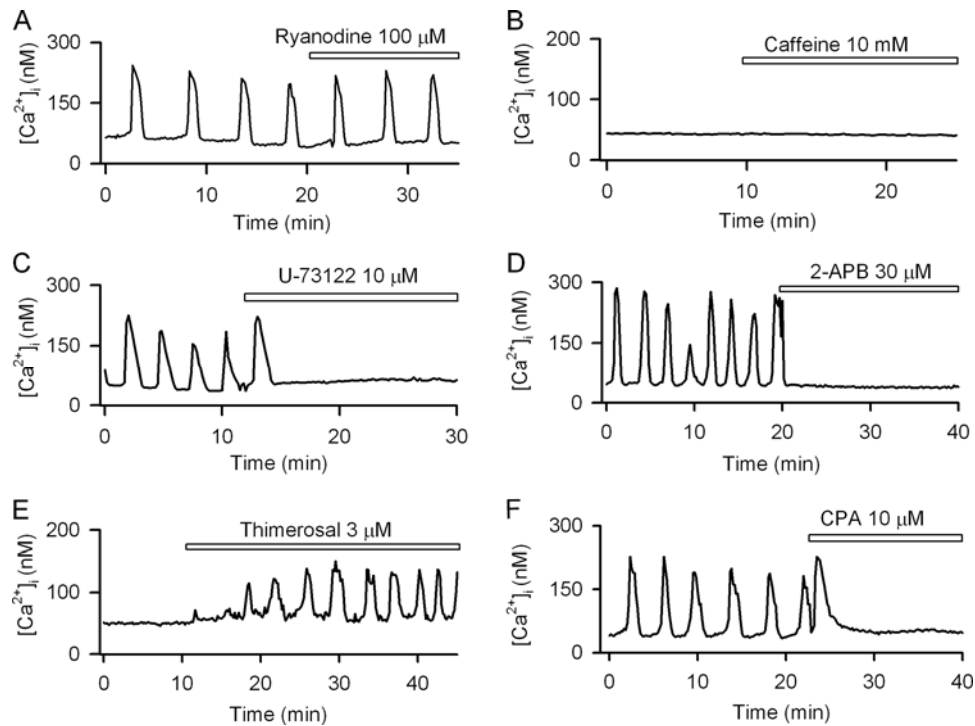 A
Ryanodine 100 μM
[Ca²⁺]ᵢ (nM)
300
150
0
0 10 20 30
Time (min)
B
Caffeine 10 mM
[Ca²⁺]ᵢ (nM)
200
100
0
0 10 20
Time (min)
C
U-73122 10 μM
[Ca²⁺]ᵢ (nM)
300
150
0
0 10 20 30
Time (min)
D
2-APB 30 μM
[Ca²⁺]ᵢ (nM)
300
150
0
0 10 20 30 40
Time (min)
E
Thimerosal 3 μM
[Ca²⁺]ᵢ (nM)
200
100
0
0 10 20 30 40
Time (min)
F
CPA 10 μM
[Ca²⁺]ᵢ (nM)
300
150
0
0 10 20 30 40
Time (min)